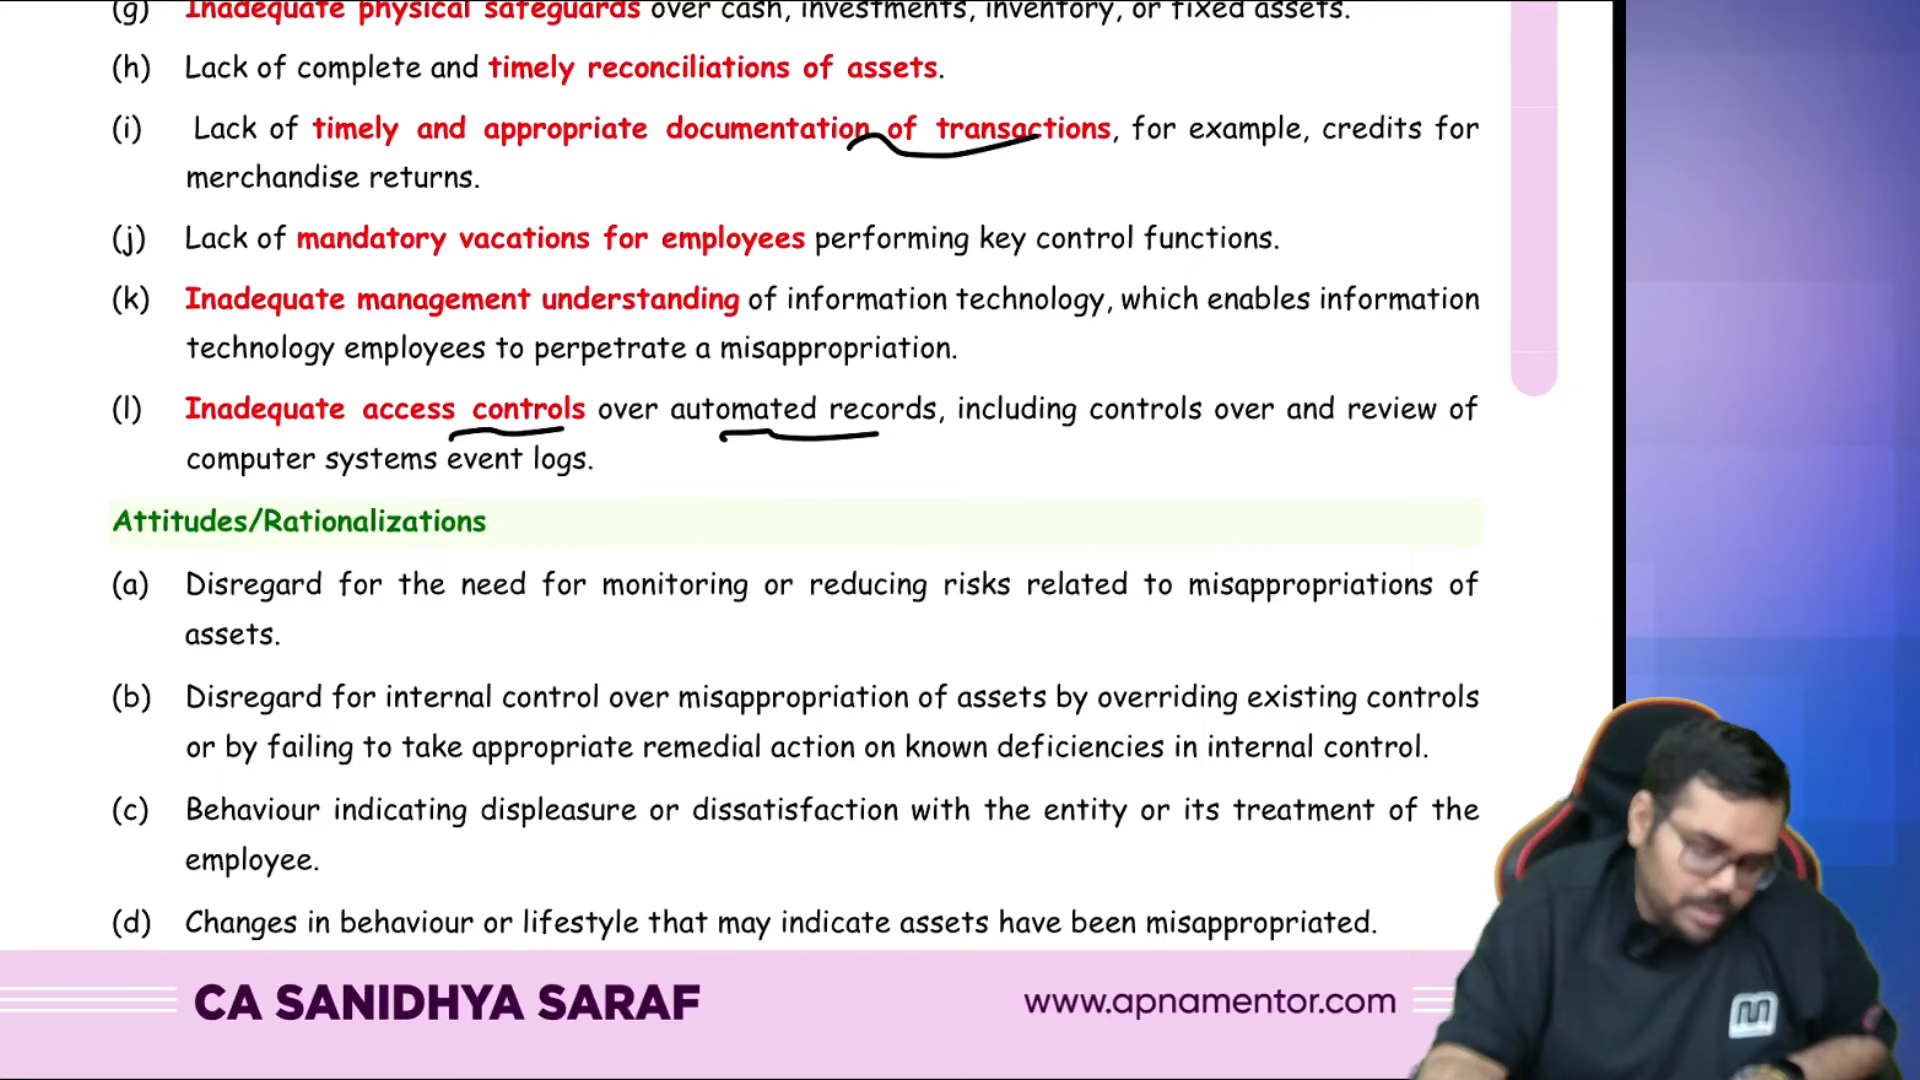 (g) Inadequate physical safeguards over cash, investments, inventory, or fixed assets.
(h) Lack of complete and timely reconciliations of assets.
(i) Lack of timely and appropriate documentation of transactions, for example, credits for
merchandise returns.
(j) Lack of mandatory vacations for employees performing key control functions.
(k) Inadequate management understanding of information technology, which enables information
technology employees to perpetrate a misappropriation.
(l) Inadequate access controls over automated records, including controls over and review of
computer systems event logs.
Attitudes/Rationalizations
(a) Disregard for the need for monitoring or reducing risks related to misappropriations of
assets.
(b) Disregard for internal control over misappropriation of assets by overriding existing controls
or by failing to take appropriate remedial action on known deficiencies in internal control.
(c) Behaviour indicating displeasure or dissatisfaction with the entity or its treatment of the
employee.
(d) Changes in behaviour or lifestyle that may indicate assets have been misappropriated.
CA SANIDHYA SARAF
www.apnamentor.com